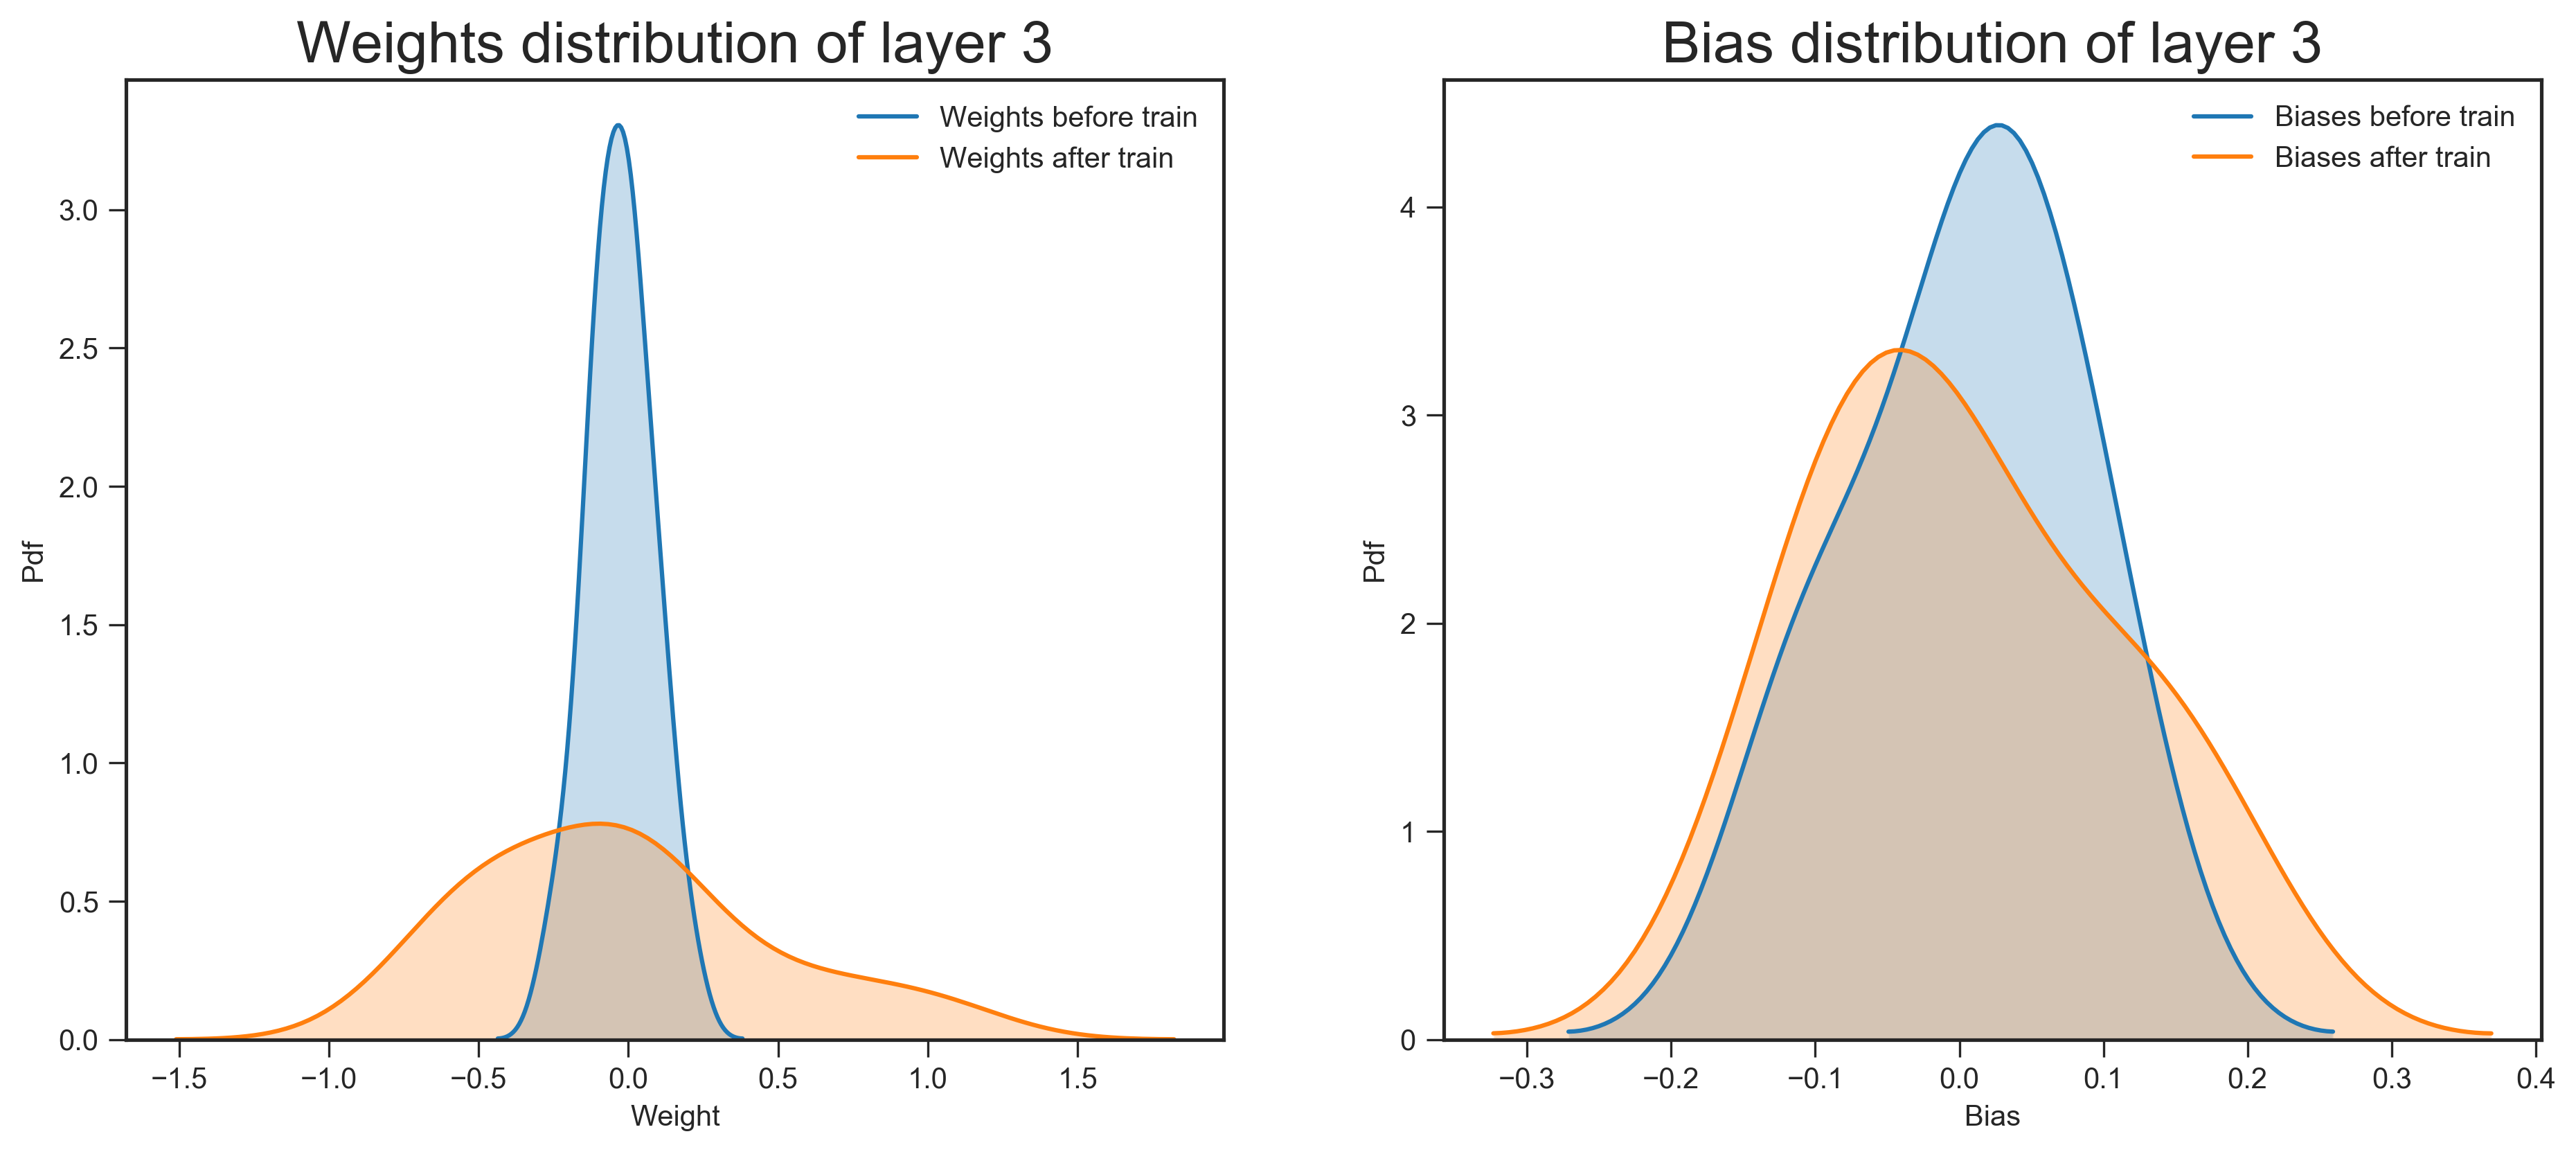 Weights distribution of layer 3
Weights before train
Weights after train
3.0
2.5
2.0
1.5
1.0
0.5
0.0
Pdf
−1.5 −1.0 −0.5 0.0 0.5 1.0 1.5
Weight
Bias distribution of layer 3
Biases before train
Biases after train
4
3
2
1
0
Pdf
−0.3 −0.2 −0.1 0.0 0.1 0.2 0.3 0.4
Bias